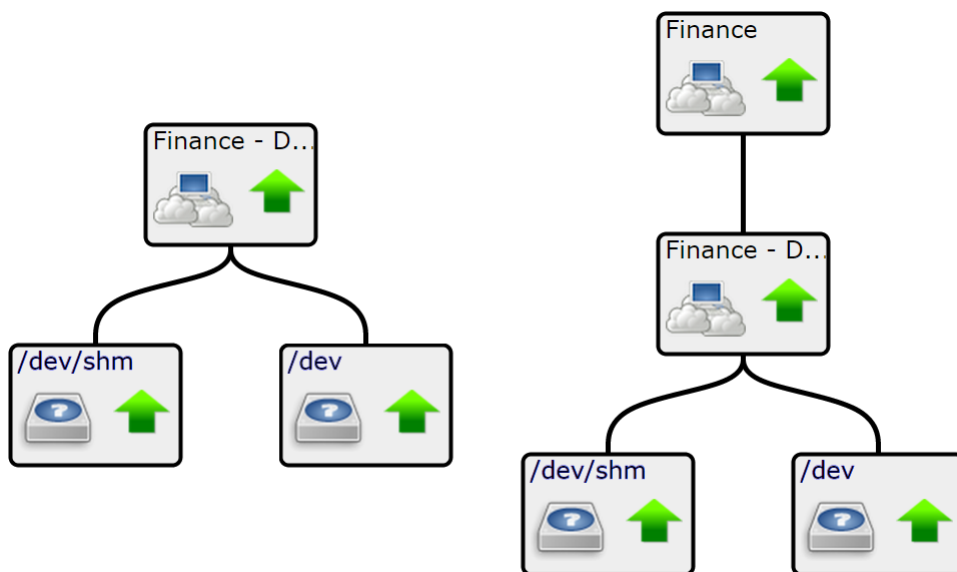 Finance - D...
/dev/shm
/dev
Finance
Finance - D...
/dev/shm
/dev